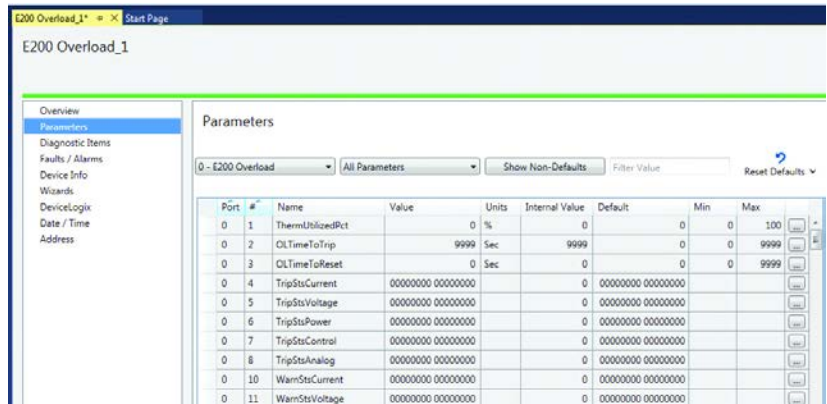 E200 Overload_1* Start Page
E200 Overload_1
Overview
Parameters
Diagnostic Items
Faults / Alarms
Device Info
Wizards
DeviceLogix
Date / Time
Address
Parameters
0 - E200 Overload All Parameters Show Non-Defaults Filter Value Reset Defaults
Port # Name Value Units Internal Value Default Min Max
0 1 ThermUtilizedPct 0 % 0 0 0 100 ...
0 2 OLTimeToTrip 9999 Sec 9999 0 0 9999 ...
0 3 OLTimeToReset 0 Sec 0 0 0 9999 ...
0 4 TripStsCurrent 00000000 00000000 0 00000000 00000000 ...
0 5 TripStsVoltage 00000000 00000000 0 00000000 00000000 ...
0 6 TripStsPower 00000000 00000000 0 00000000 00000000 ...
0 7 TripStsControl 00000000 00000000 0 00000000 00000000 ...
0 8 TripStsAnalog 00000000 00000000 0 00000000 00000000 ...
0 10 WarnStsCurrent 00000000 00000000 0 00000000 00000000 ...
0 11 WarnStsVoltage 00000000 00000000 0 00000000 00000000 ...